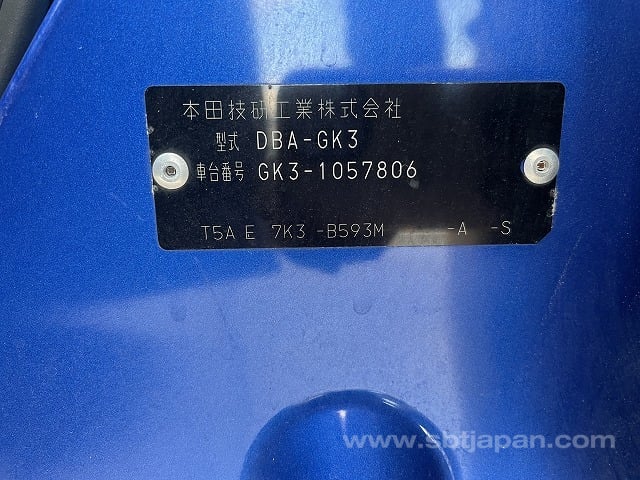 本田技研工業株式会社
型式 DBA-GK3
車台番号 GK3-1057806
T5A E 7K3 -B593M -A -S
www.sbtjapan.com